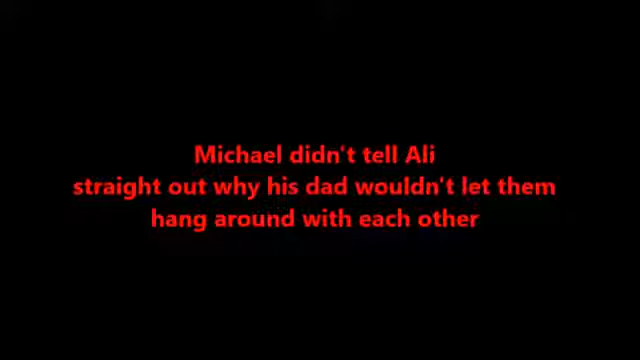 Michael didn't tell Ali
straight out why his dad wouldn't let them
hang around with each other